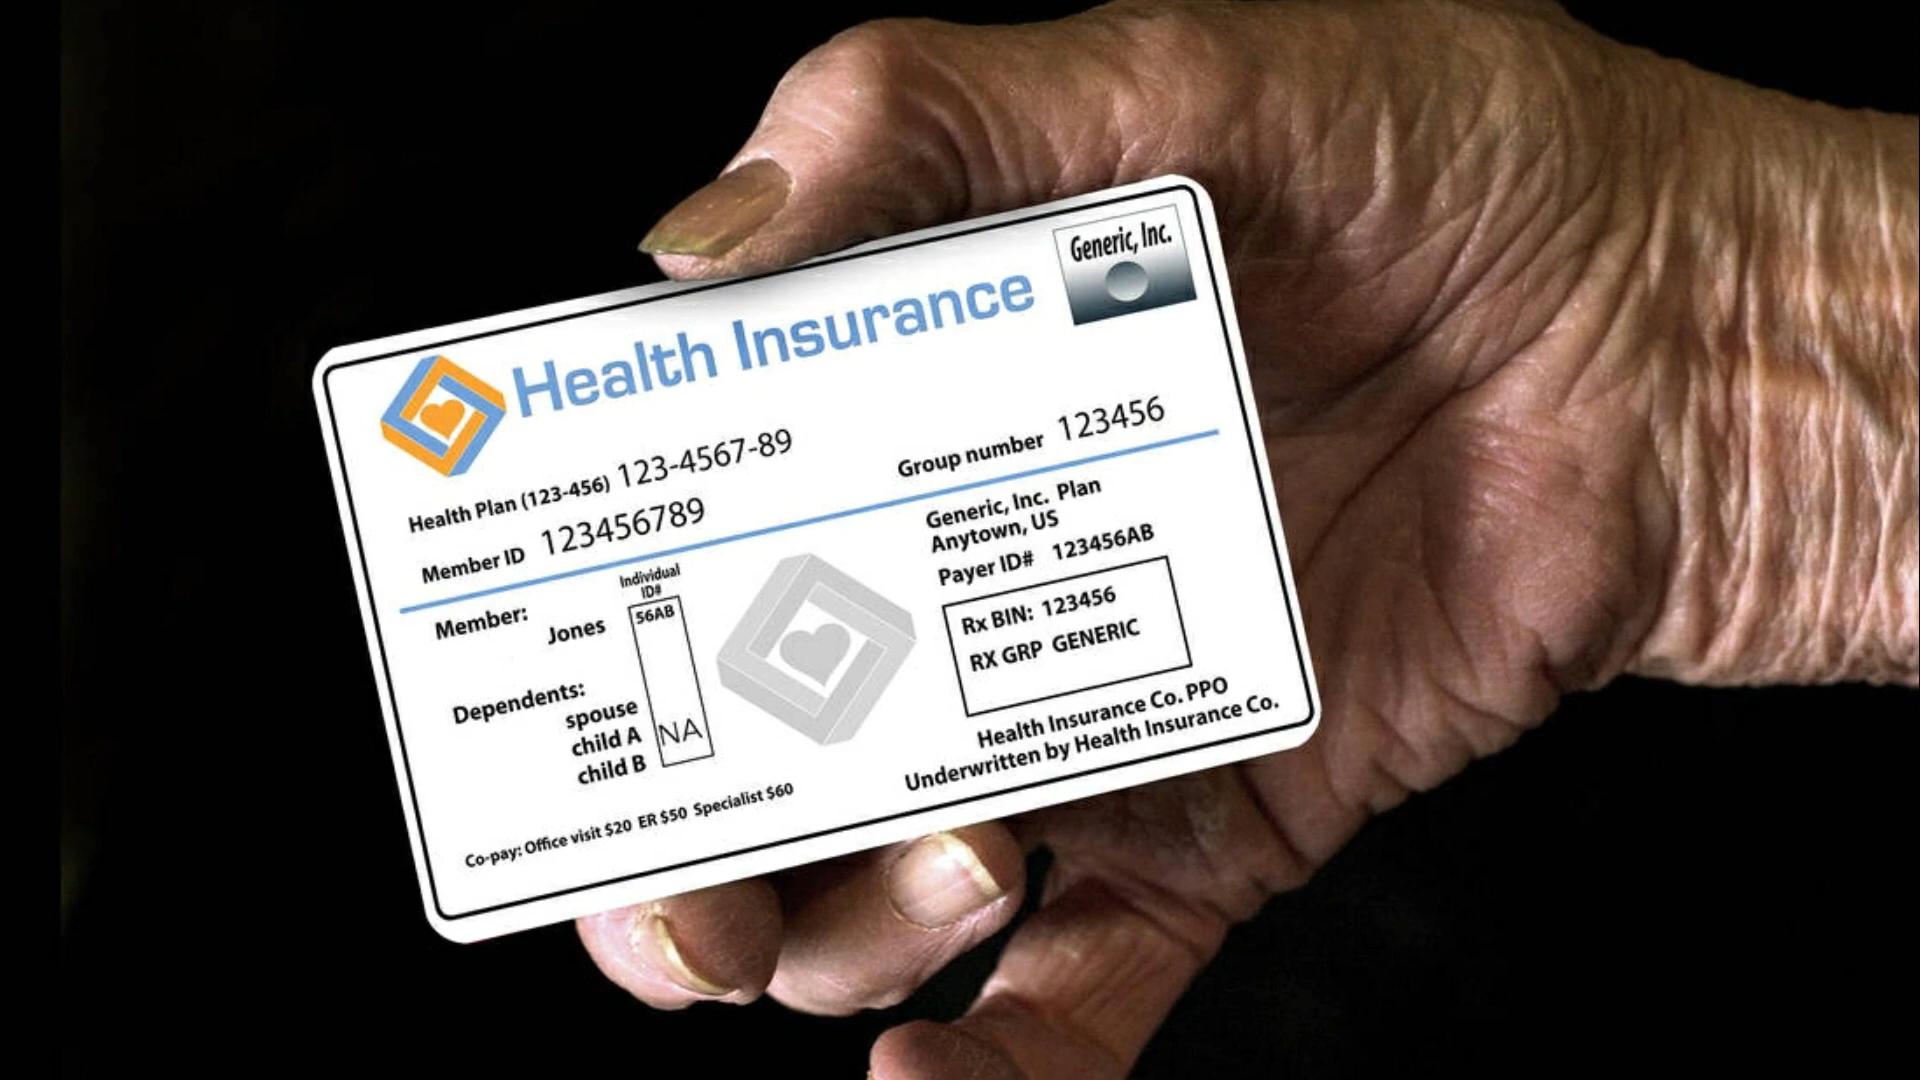 Generic, Inc.
Health Insurance
Health Plan (123-456) 123-4567-89
Member ID 123456789
Group number 123456
Member:
Jones
Individual
ID#
56AB
Dependents:
spouse
child A
child B
NA
Generic, Inc. Plan
Anytown, US
Payer ID# 123456AB
Rx BIN: 123456
RX GRP GENERIC
Health Insurance Co. PPO
Underwritten by Health Insurance Co.
Co-pay: Office visit $20 ER $50 Specialist $60